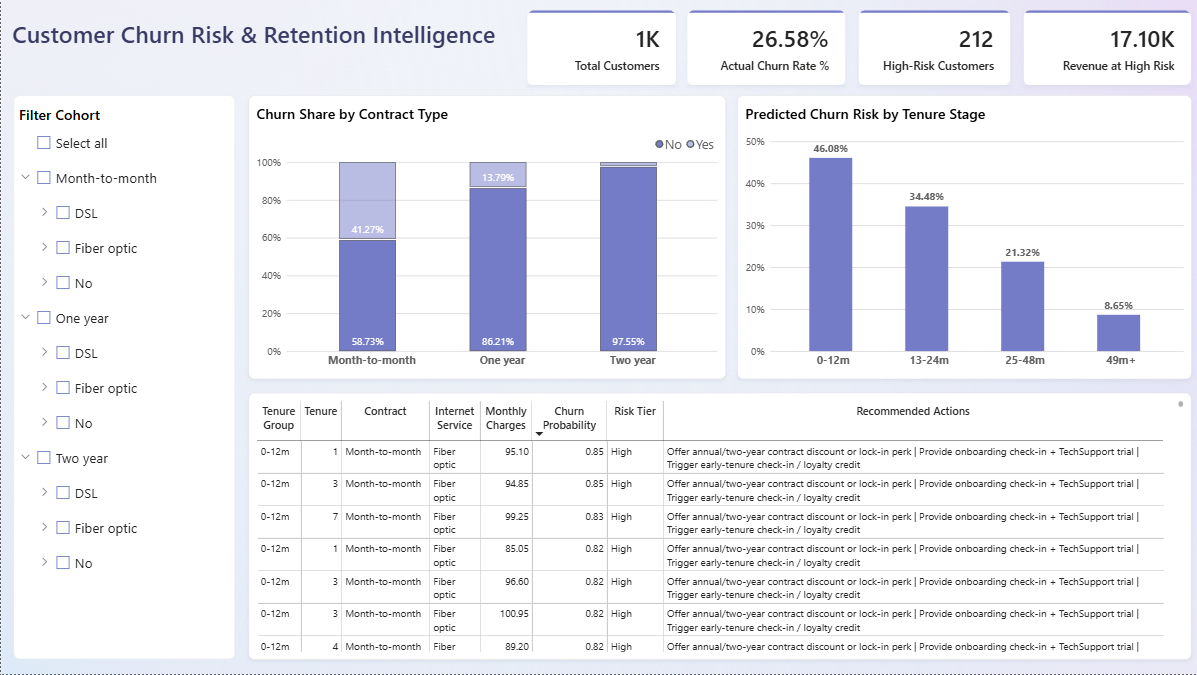 Customer Churn Risk & Retention Intelligence
1K
Total Customers
26.58%
Actual Churn Rate %
212
High-Risk Customers
17.10K
Revenue at High Risk
Filter Cohort
Select all
Month-to-month
DSL
Fiber optic
No
One year
DSL
Fiber optic
No
Two year
DSL
Fiber optic
No
Churn Share by Contract Type
No Yes
100%
80%
60%
40%
20%
0%
41.27%
58.73%
13.79%
86.21%
97.55%
Month-to-month
One year
Two year
Predicted Churn Risk by Tenure Stage
50%
40%
30%
20%
10%
0%
46.08%
34.48%
21.32%
8.65%
0-12m
13-24m
25-48m
49m+
Tenure Group Tenure Contract Internet Service Monthly Charges Churn Probability Risk Tier Recommended Actions
0-12m 1 Month-to-month Fiber optic 95.10 0.85 High Offer annual/two-year contract discount or lock-in perk | Provide onboarding check-in + TechSupport trial |
Trigger early-tenure check-in / loyalty credit
0-12m 3 Month-to-month Fiber optic 94.85 0.85 High Offer annual/two-year contract discount or lock-in perk | Provide onboarding check-in + TechSupport trial |
Trigger early-tenure check-in / loyalty credit
0-12m 7 Month-to-month Fiber optic 99.25 0.83 High Offer annual/two-year contract discount or lock-in perk | Provide onboarding check-in + TechSupport trial |
Trigger early-tenure check-in / loyalty credit
0-12m 1 Month-to-month Fiber optic 85.05 0.82 High Offer annual/two-year contract discount or lock-in perk | Provide onboarding check-in + TechSupport trial |
Trigger early-tenure check-in / loyalty credit
0-12m 3 Month-to-month Fiber optic 96.60 0.82 High Offer annual/two-year contract discount or lock-in perk | Provide onboarding check-in + TechSupport trial |
Trigger early-tenure check-in / loyalty credit
0-12m 3 Month-to-month Fiber optic 100.95 0.82 High Offer annual/two-year contract discount or lock-in perk | Provide onboarding check-in + TechSupport trial |
Trigger early-tenure check-in / loyalty credit
0-12m 4 Month-to-month Fiber 89.20 0.82 High Offer annual/two-year contract discount or lock-in perk | Provide onboarding check-in + TechSupport trial |